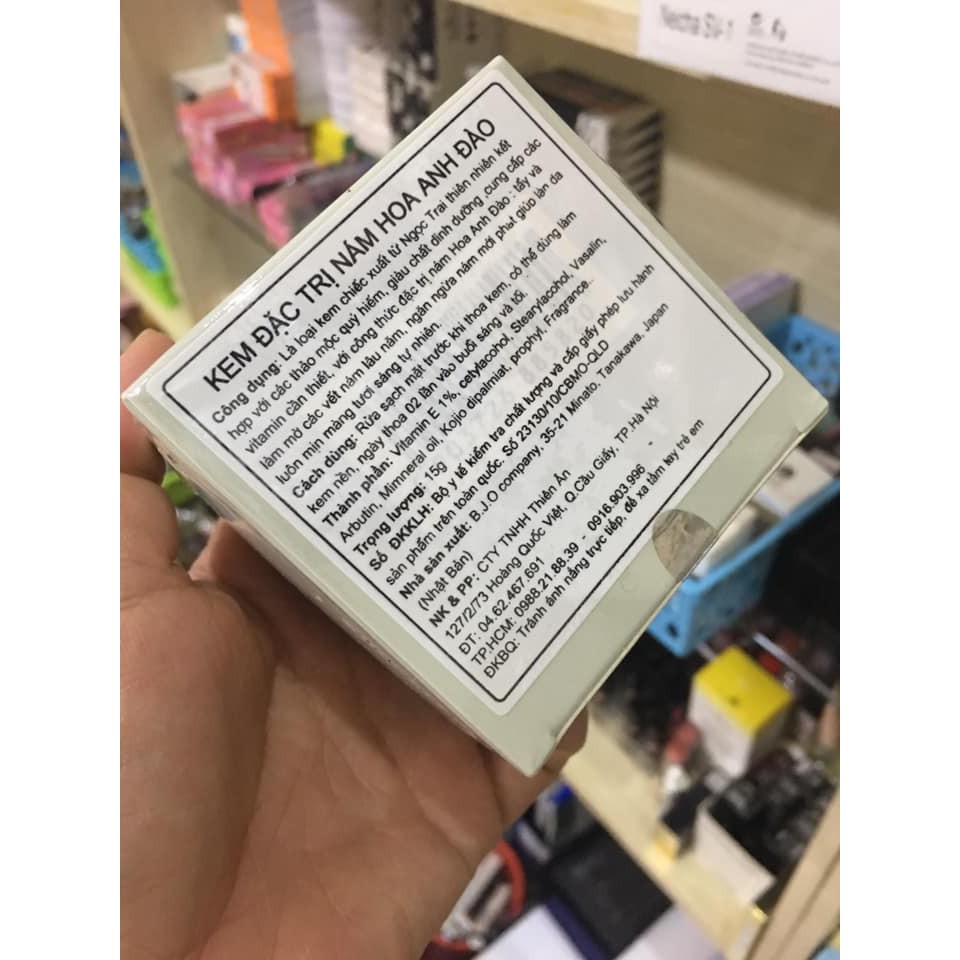 Necha SV-1
KEM ĐẶC TRỊ NÁM HOA ANH ĐÀO
Công dụng: Là loại kem chiếc xuất từ Ngọc Trai thiên nhiên kết
hợp với các thảo mộc quý hiếm, giàu chất dinh dưỡng ,cung cấp các
vitamin cần thiết, với công thức đặc trị nám Hoa Anh Đào : tẩy và
làm mờ các vết nám lâu năm, ngăn ngừa nám mới phát giúp làn da
luôn mịn màng tươi sáng tự nhiên.
Cách dùng: Rửa sạch mặt trước khi thoa kem, có thể dùng làm
kem nền, ngày thoa 02 lần vào buổi sáng và tối.
Thành phần: Vitamin E 1%, cetyfacohol, Stearylacohol, Vasalin,
Arbutin, Mimneral oil, Kojio dipalmiat, prophyl, Fragrance.
Trọng lượng: 15g
Số ĐKKLH: Bộ y tế kiểm tra chất lượng và cấp giấy phép lưu hành
sản phẩm trên toàn quốc, Số 23130/10/CBMO-QLD
Nhà sản xuất: B.J.O company, 35-21 Minato, Tanakawa, Japan
(Nhật Bản)
NK & PP: CTY TNHH Thiên Ân
127/2/73 Hoàng Quốc Việt, Q.Cầu Giấy, TP Hà Nội
ĐT: 04.62.467.691 -
TP.HCM: 0988.21.88.39 - 0916.903.996 -
ĐKBQ: Tránh ánh nắng trực tiếp, để xa tầm tay trẻ em